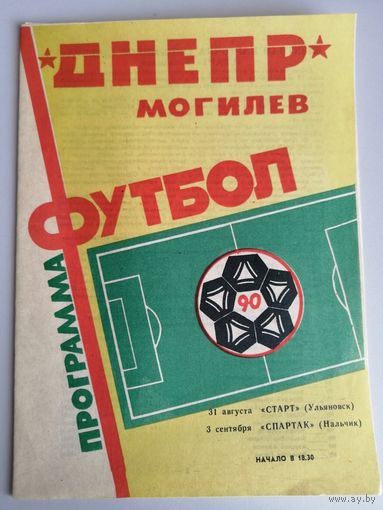 *ДНЕПР*
МОГИЛЕВ
ФУТБОЛ
ПРОГРАММА
90
31 августа «СТАРТ» (Ульяновск)
3 сентября «СПАРТАК» (Нальчик)
НАЧАЛО В 18.30
www.ay.by